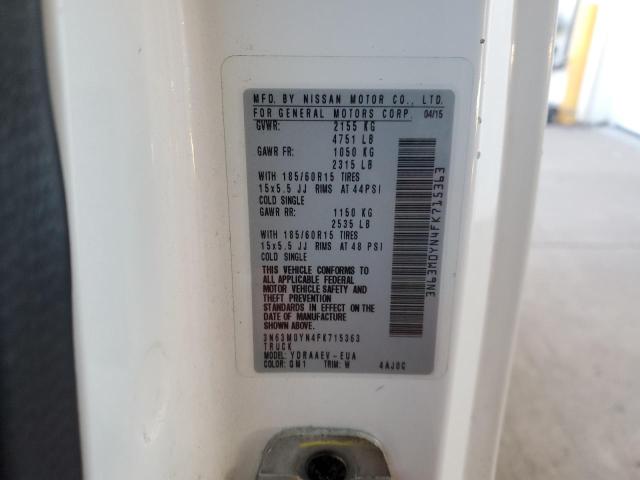 MFD. BY NISSAN MOTOR CO., LTD.
FOR GENERAL MOTORS CORP. 04/15
GVWR: 2155 KG
4751 LB
GAWR FR: 1050 KG
2315 LB
WITH 185/60R15 TIRES
15x5.5 JJ RIMS AT 44PSI
COLD SINGLE
GAWR RR: 1150 KG
2535 LB
WITH 185/60R15 TIRES
15x5.5 JJ RIMS AT 48 PSI
COLD SINGLE
THIS VEHICLE CONFORMS TO
ALL APPLICABLE FEDERAL
MOTOR VEHICLE SAFETY AND
THEFT PREVENTION
STANDARDS IN EFFECT ON
THE DATE OF MANUFACTURE
SHOWN ABOVE.
3N63M0YN4FK715363
TRUCK
MODEL: YDRAAEV-EUA
COLOR: QM1 TRIM: W 4AJ0C
3N63M0YN4FK715363